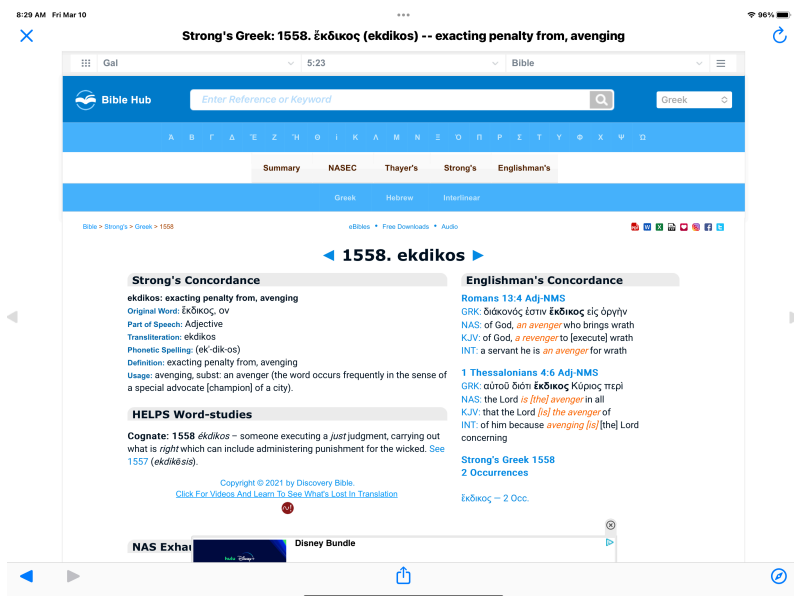 8:29 AM Fri Mar 10
96%
Strong's Greek: 1558. ἔκδικος (ekdikos) -- exacting penalty from, avenging
Gal 5:23 Bible
Bible Hub
Enter Reference or Keyword
Greek
Α Β Γ Δ Ἐ Ζ Ἡ Θ Ἰ Κ Λ Μ Ν Ξ Ὁ Π Ρ Σ Τ Υ Φ Χ Ψ Ὡ
Summary NASEC Thayer's Strong's Englishman's
Greek Hebrew Interlinear
Bible > Strong's > Greek > 1558
eBibles • Free Downloads • Audio
◄ 1558. ekdikos ►
Strong's Concordance
ekdikos: exacting penalty from, avenging
Original Word: ἔκδικος, ον
Part of Speech: Adjective
Transliteration: ekdikos
Phonetic Spelling: (ek'-dik-os)
Definition: exacting penalty from, avenging
Usage: avenging, subst: an avenger (the word occurs frequently in the sense of
a special advocate [champion] of a city).
HELPS Word-studies
Cognate: 1558 ékdikos – someone executing a just judgment, carrying out
what is right which can include administering punishment for the wicked. See
1557 (ekdikēsis).
Copyright © 2021 by Discovery Bible.
Click For Videos And Learn To See What's Lost In Translation
NAS Exhau
Englishman's Concordance
Romans 13:4 Adj-NMS
GRK: διάκονός ἐστιν ἔκδικος εἰς ὀργὴν
NAS: of God, an avenger who brings wrath
KJV: of God, a revenger to [execute] wrath
INT: a servant he is an avenger for wrath
1 Thessalonians 4:6 Adj-NMS
GRK: αὐτοῦ διότι ἔκδικος Κύριος περὶ
NAS: the Lord is [the] avenger in all
KJV: that the Lord [is] the avenger of
INT: of him because avenging [is] [the] Lord
concerning
Strong's Greek 1558
2 Occurrences
ἔκδικος — 2 Occ.
hulu Disney+
Disney Bundle